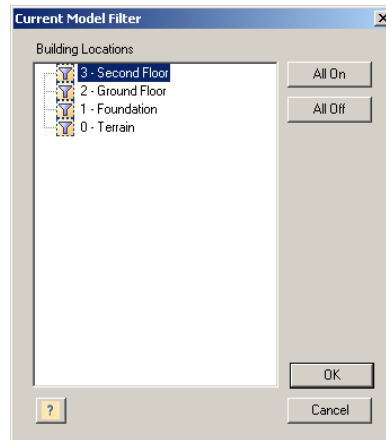 Current Model Filter
Building Locations
3 - Second Floor
2 - Ground Floor
1 - Foundation
0 - Terrain
All On
All Off
OK
?
Cancel